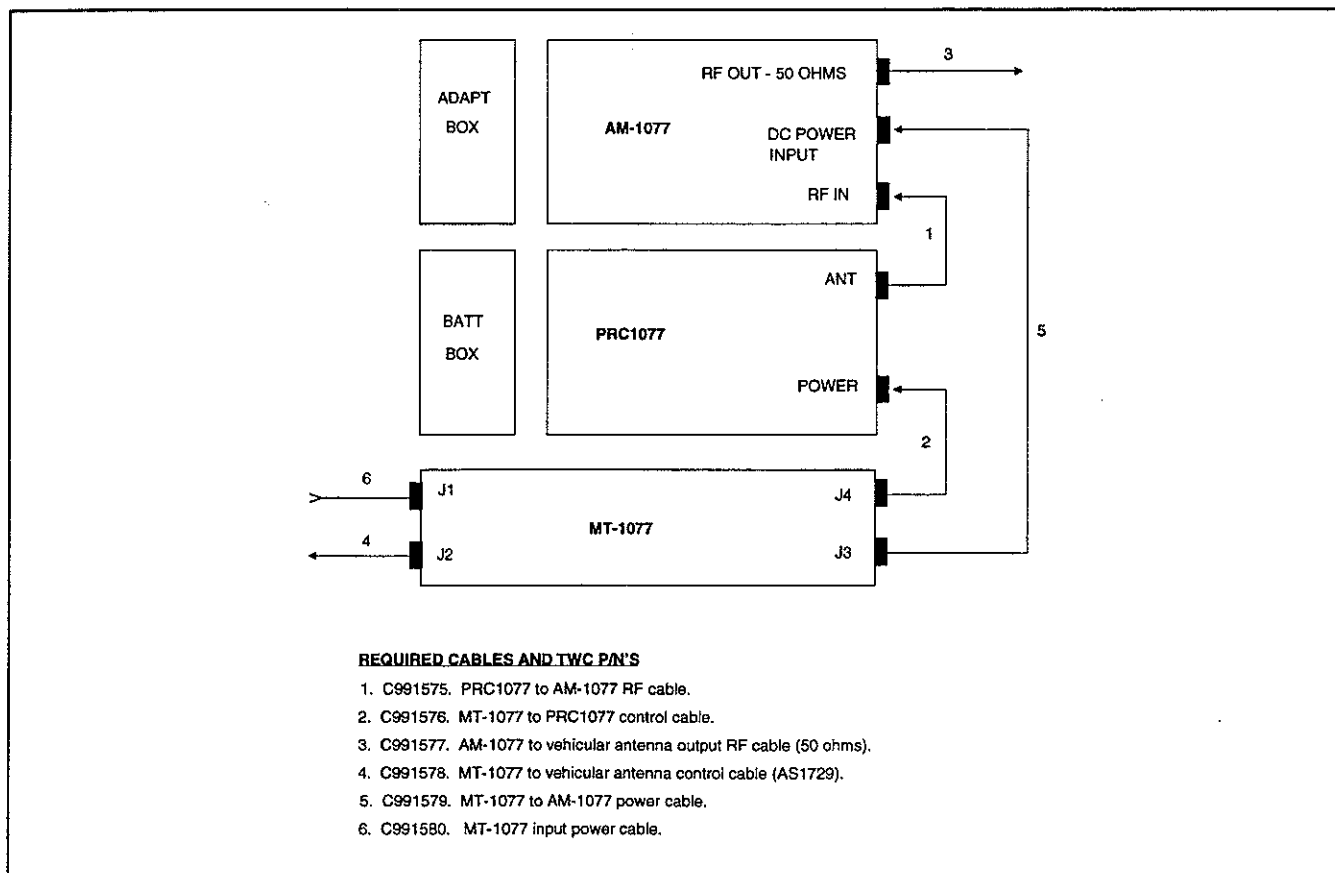 3
RF OUT - 50 OHMS
ADAPT
BOX
AM-1077
DC POWER
INPUT
RF IN
1
ANT
BATT
BOX
PRC1077
5
POWER
2
6
J1
J4
MT-1077
4
J2
J3
REQUIRED CABLES AND TWC P/N'S
1. C991575. PRC1077 to AM-1077 RF cable.
2. C991576. MT-1077 to PRC1077 control cable.
3. C991577. AM-1077 to vehicular antenna output RF cable (50 ohms).
4. C991578. MT-1077 to vehicular antenna control cable (AS1729).
5. C991579. MT-1077 to AM-1077 power cable.
6. C991580. MT-1077 input power cable.